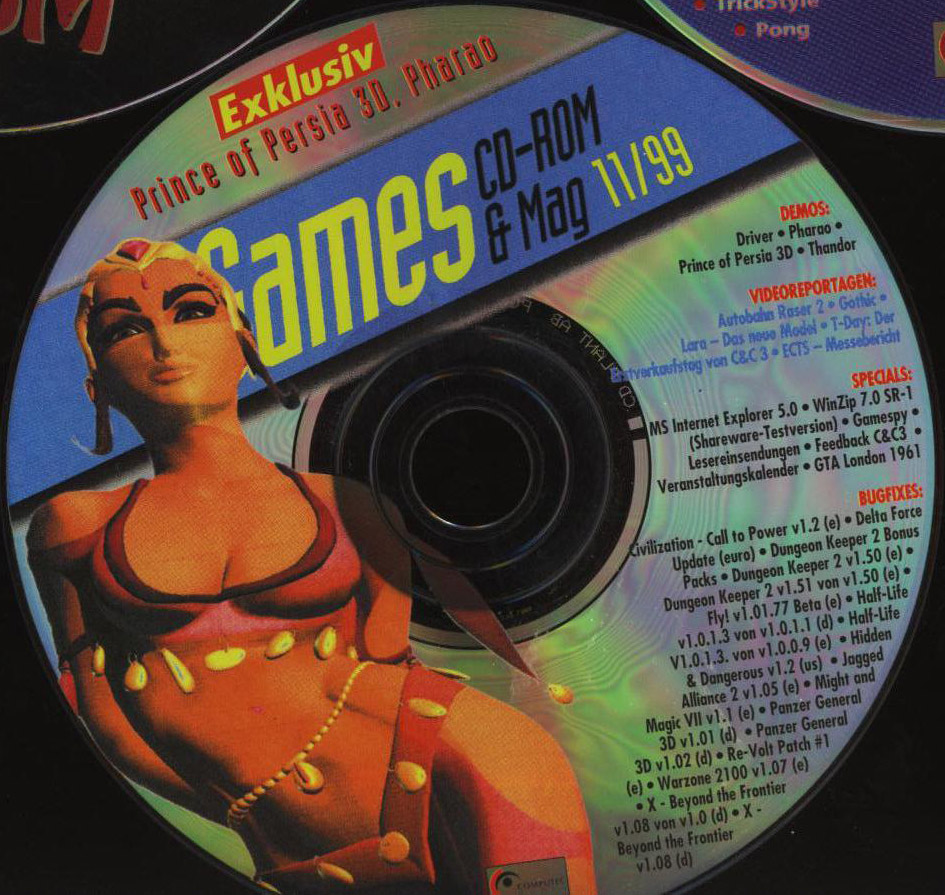 TrickStyle
• Pong
Exklusiv
Prince of Persia 3D, Pharao
Games CD-ROM
& Mag 11/99
DEMOS:
Driver • Pharao •
Prince of Persia 3D • Thandor
VIDEOREPORTAGEN:
Autobahn Raser 2 • Gothic •
Lara – Das neue Model • T-Day: Der
Erstverkaufstag von C&C 3 • ECTS – Messebericht
SPECIALS:
MS Internet Explorer 5.0 • WinZip 7.0 SR-1
(Shareware-Testversion) • Gamespy •
Lesereinsendungen • Feedback C&C3 •
Veranstaltungskalender • GTA London 1961
BUGFIXES:
Civilization - Call to Power v1.2 (e) • Delta Force
Update (euro) • Dungeon Keeper 2 Bonus
Packs • Dungeon Keeper 2 v1.50 (e) •
Dungeon Keeper 2 v1.51 von v1.50 (e) •
Fly! v1.01.77 Beta (e) • Half-Life
v1.0.1.3 von v1.0.1.1 (d) • Half-Life
V1.0.1.3. von v1.0.0.9 (e) • Hidden
& Dangerous v1.2 (us) • Jagged
Alliance 2 v1.05 (e) • Might and
Magic VII v1.1 (e) • Panzer General
3D v1.01 (d) • Panzer General
3D v1.02 (d) • Re-Volt Patch #1
(e) • Warzone 2100 v1.07 (e)
• X - Beyond the Frontier
v1.08 von v1.0 (d) • X -
Beyond the Frontier
v1.08 (d)
COMPUTEC